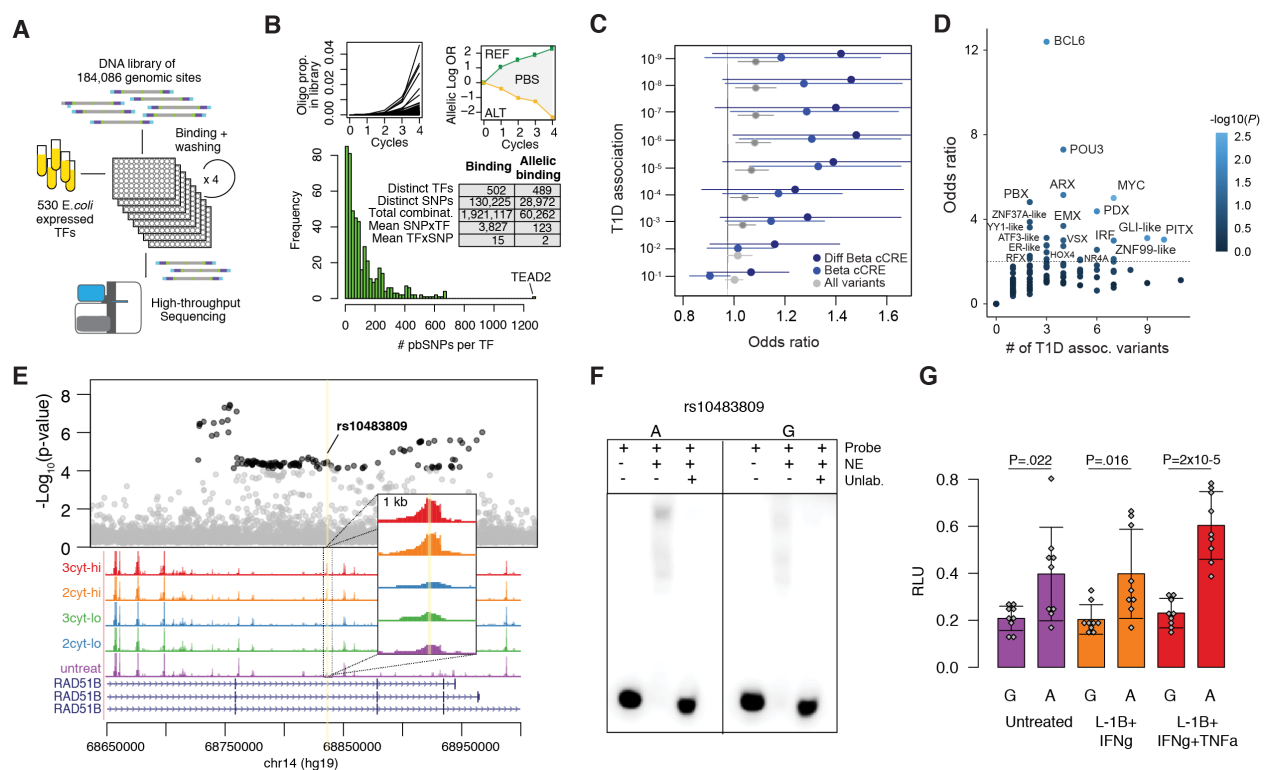 A
DNA library of
184,086 genomic sites
Binding +
washing
x 4
530 E.coli
expressed
TFs
High-throughput
Sequencing
B
Oligo prop.
in library
0.04
0.02
0.00
0 1 2 3 4
Cycles
Allelic Log OR
2
1
0
−1
−2
REF
PBS
ALT
0 1 2 3 4
Cycles
Binding Allelic binding
Distinct TFs 502 489
Distinct SNPs 130,225 28,972
Total combinat. 1,921,117 60,262
Mean SNPxTF 3,827 123
Mean TFxSNP 15 2
Frequency
80
60
40
20
0
TEAD2
0 200 400 600 800 1000 1200
# pbSNPs per TF
C
T1D association
10-9
10-8
10-7
10-6
10-5
10-4
10-3
10-2
10-1
Diff Beta cCRE
Beta cCRE
All variants
0.8 1.0 1.2 1.4 1.6
Odds ratio
D
Odds ratio
12
8
4
0
BCL6
POU3
ARX
MYC
PBX
PDX
ZNF37A-like
EMX
YY1-like
GLI-like
PITX
ATF3-like
VSX
IRF
ER-like
ZNF99-like
RFX
HOX4
NR4A
0 3 6 9
# of T1D assoc. variants
-log10(P)
2.5
2.0
1.5
1.0
0.5
0.0
E
-Log10(p-value)
8
6
4
2
0
rs10483809
1 kb
3cyt-hi
2cyt-hi
3cyt-lo
2cyt-lo
untreat
RAD51B
RAD51B
RAD51B
68650000 68750000 68850000 68950000
chr14 (hg19)
F
rs10483809
A G
+ + + + + + Probe
- + + - + + NE
- - + - - + Unlab.
G
P=.022 P=.016 P=2x10-5
RLU
0.8
0.6
0.4
0.2
0.0
G A G A G A
Untreated
L-1B+
IFNg
L-1B+
IFNg+TNFa